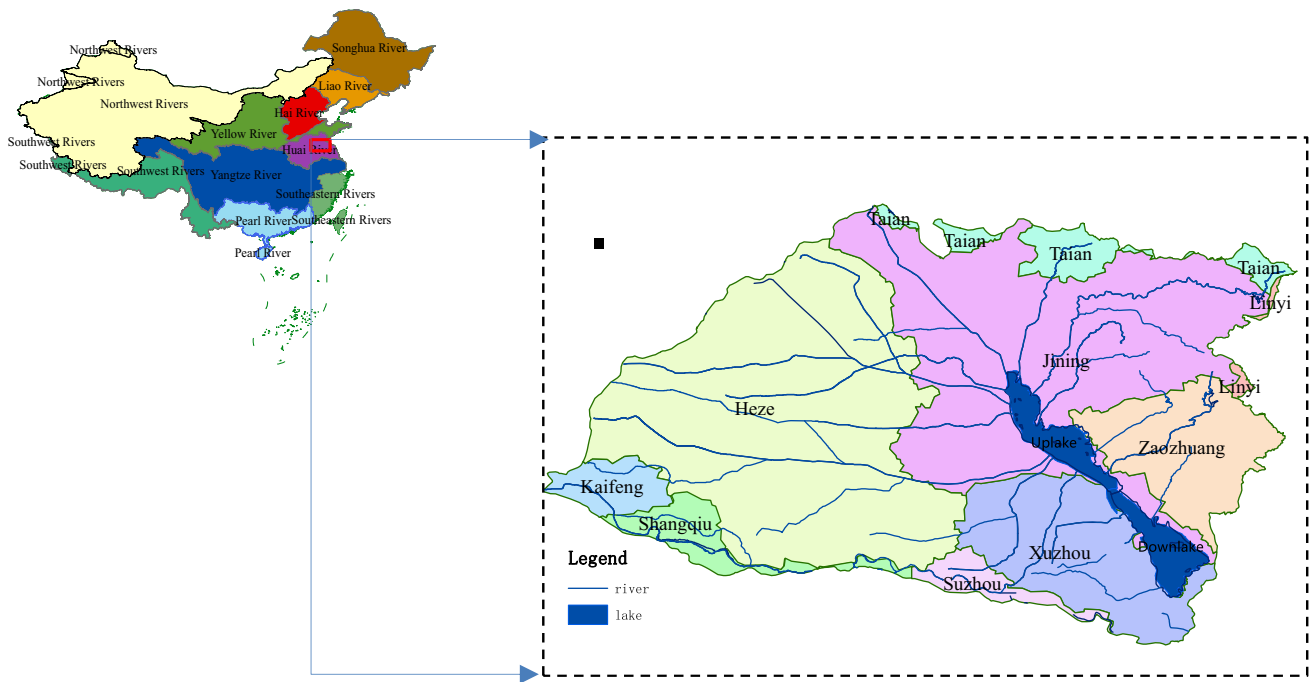 Northwest Rivers
Northwest Rivers
Northwest Rivers
Southwest Rivers
Southwest Rivers
Southwest Rivers
Songhua River
Liao River
Hai River
Yellow River
Huai River
Yangtze River
Southeastern Rivers
Pearl River
Southeastern Rivers
Pearl River
Taian
Taian
Taian
Taian
Linyi
Jining
Linyi
Heze
Uplake
Zaozhuang
Kaifeng
Shangqiu
Downlake
Xuzhou
Suzhou
Legend
river
lake